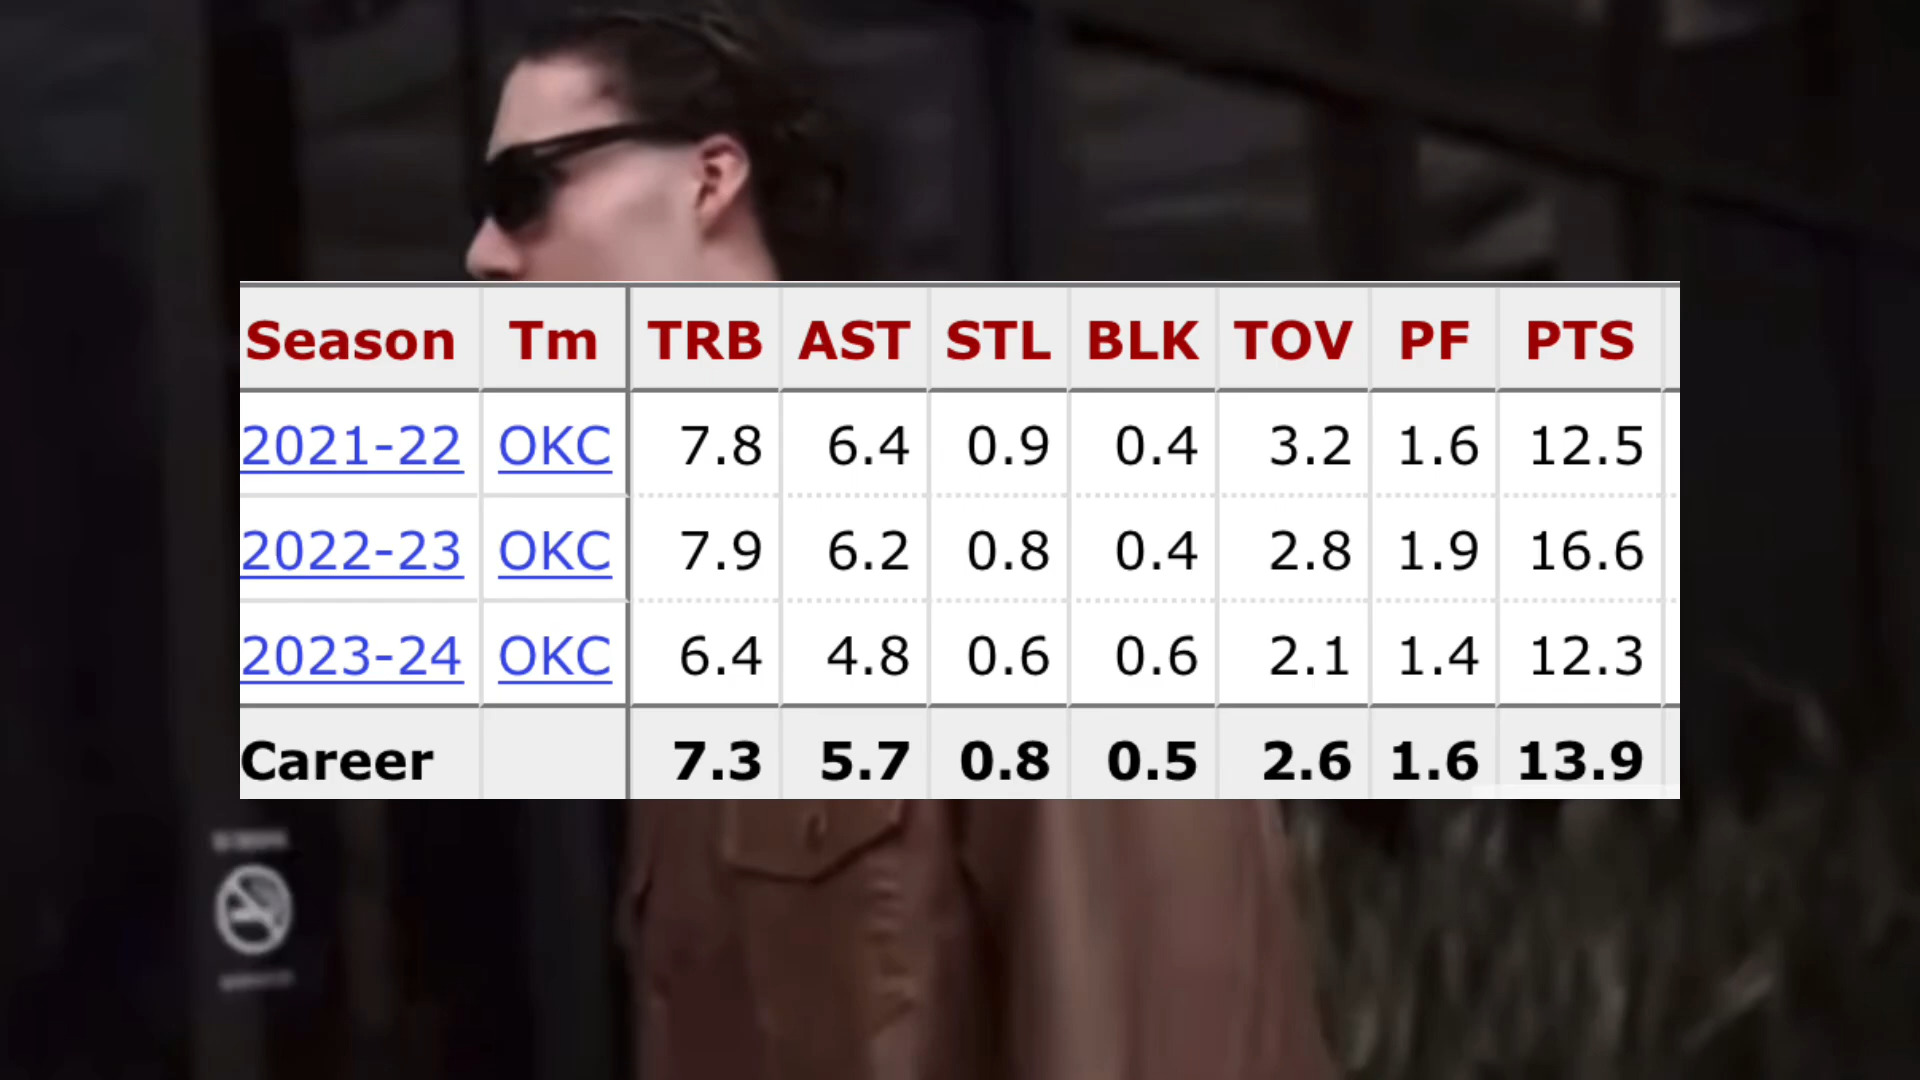 Season Tm TRB AST STL BLK TOV PF PTS
2021-22 OKC 7.8 6.4 0.9 0.4 3.2 1.6 12.5
2022-23 OKC 7.9 6.2 0.8 0.4 2.8 1.9 16.6
2023-24 OKC 6.4 4.8 0.6 0.6 2.1 1.4 12.3
Career 7.3 5.7 0.8 0.5 2.6 1.6 13.9